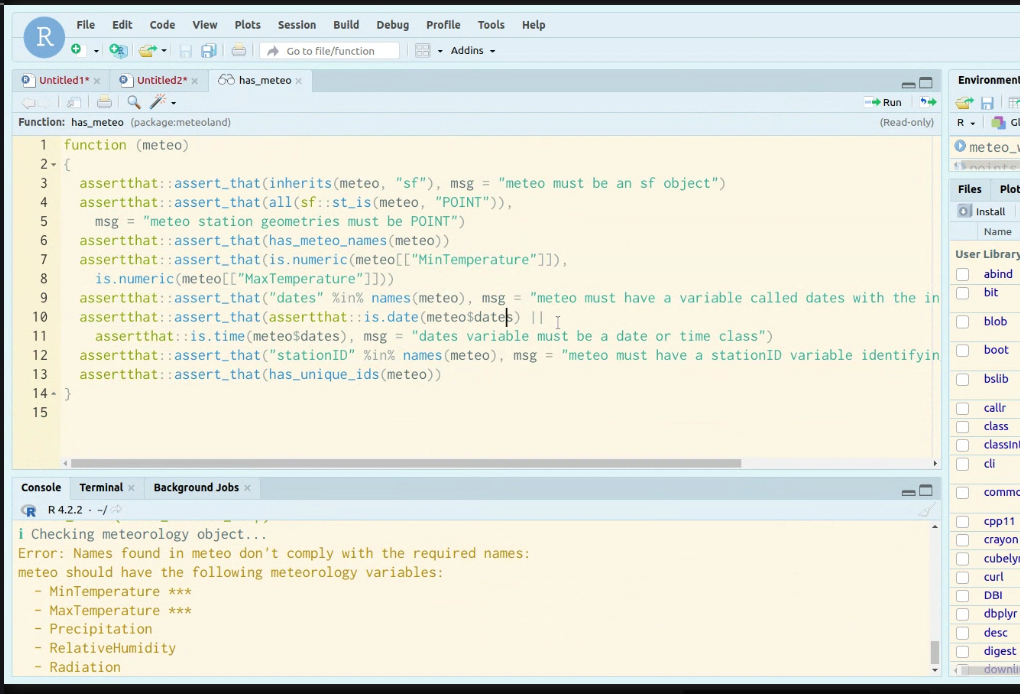 File Edit Code View Plots Session Build Debug Profile Tools Help
R
Go to file/function
Addins
Untitled1*
Untitled2*
has_meteo
Run
Function: has_meteo (package:meteoland)
(Read-only)
1 function (meteo)
2 {
3 assertthat::assert_that(inherits(meteo, "sf"), msg = "meteo must be an sf object")
4 assertthat::assert_that(all(sf::st_is(meteo, "POINT")),
5 msg = "meteo station geometries must be POINT")
6 assertthat::assert_that(has_meteo_names(meteo))
7 assertthat::assert_that(is.numeric(meteo[["MinTemperature"]]),
8 is.numeric(meteo[["MaxTemperature"]]))
9 assertthat::assert_that("dates" %in% names(meteo), msg = "meteo must have a variable called dates with the in
10 assertthat::assert_that(assertthat::is.date(meteo$dates) ||
11 assertthat::is.time(meteo$dates), msg = "dates variable must be a date or time class")
12 assertthat::assert_that("stationID" %in% names(meteo), msg = "meteo must have a stationID variable identifyin
13 assertthat::assert_that(has_unique_ids(meteo))
14 }
15
Console Terminal Background Jobs
R 4.2.2 · ~/
i Checking meteorology object...
Error: Names found in meteo don't comply with the required names:
meteo should have the following meteorology variables:
- MinTemperature ***
- MaxTemperature ***
- Precipitation
- RelativeHumidity
- Radiation
Environment
R
Gl
meteo_w
Files Plot
Install
Name
User Library
abind
bit
blob
boot
bslib
callr
class
classInt
cli
commo
cpp11
crayon
cubelyr
curl
DBI
dbplyr
desc
digest